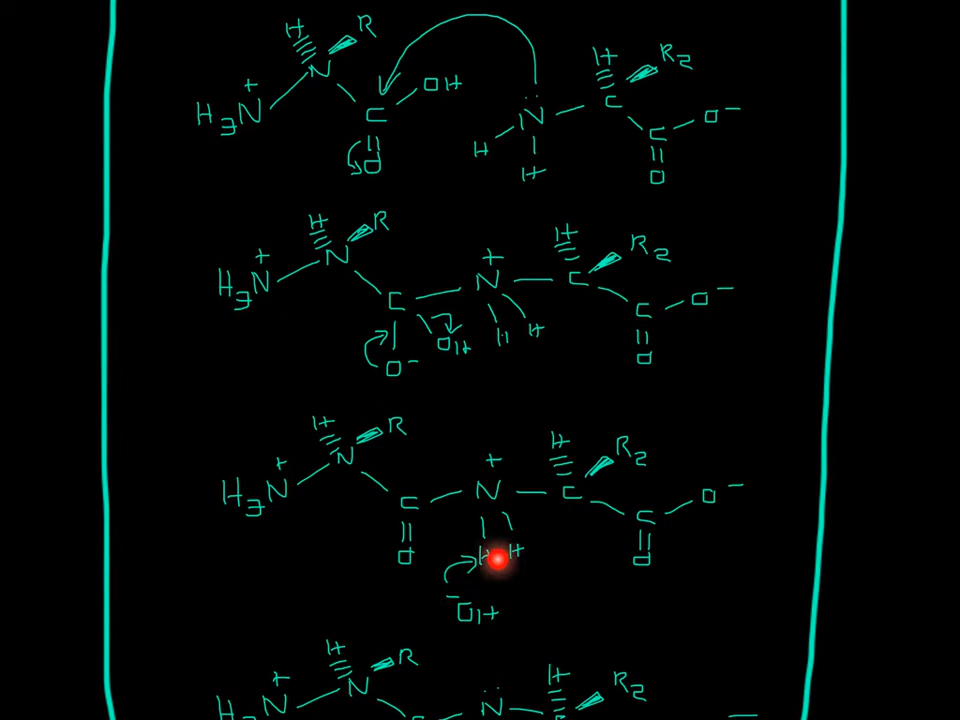 H R H R2
H3N+ N C OH N C C O−
O H H O
H R + H R2
H3N+ N C N C C O−
O− OH H H O
H R + H R2
H3N+ N C N C C O−
O H H O
−OH
H R H R2
H3N+ N N